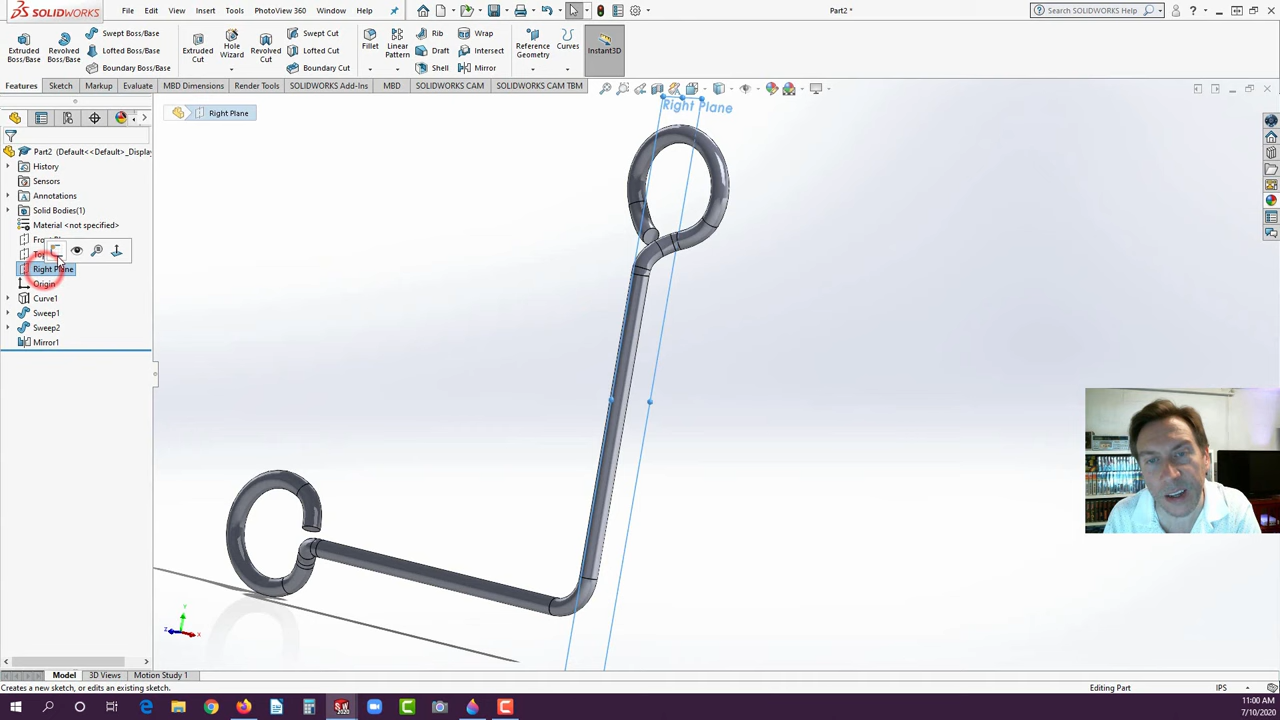 SOLIDWORKS File Edit View Insert Tools PhotoView 360 Window Help Part2 * Search SOLIDWORKS Help
Extruded Boss/Base
Revolved Boss/Base
Swept Boss/Base
Lofted Boss/Base
Boundary Boss/Base
Extruded Cut
Hole Wizard
Revolved Cut
Swept Cut
Lofted Cut
Boundary Cut
Fillet
Linear Pattern
Rib
Draft
Shell
Wrap
Intersect
Mirror
Reference Geometry
Curves
Instant3D
Features Sketch Markup Evaluate MBD Dimensions Render Tools SOLIDWORKS Add-Ins MBD SOLIDWORKS CAM SOLIDWORKS CAM TBM
Right Plane
Right Plane
Part2 (Default<<Default>_Displa
History
Sensors
Annotations
Solid Bodies(1)
Material <not specified>
Right Plane
Origin
Curve1
Sweep1
Sweep2
Mirror1
Y
Z
X
Model 3D Views Motion Study 1
Creates a new sketch, or edits an existing sketch. Editing Part IPS
11:00 AM
7/10/2020